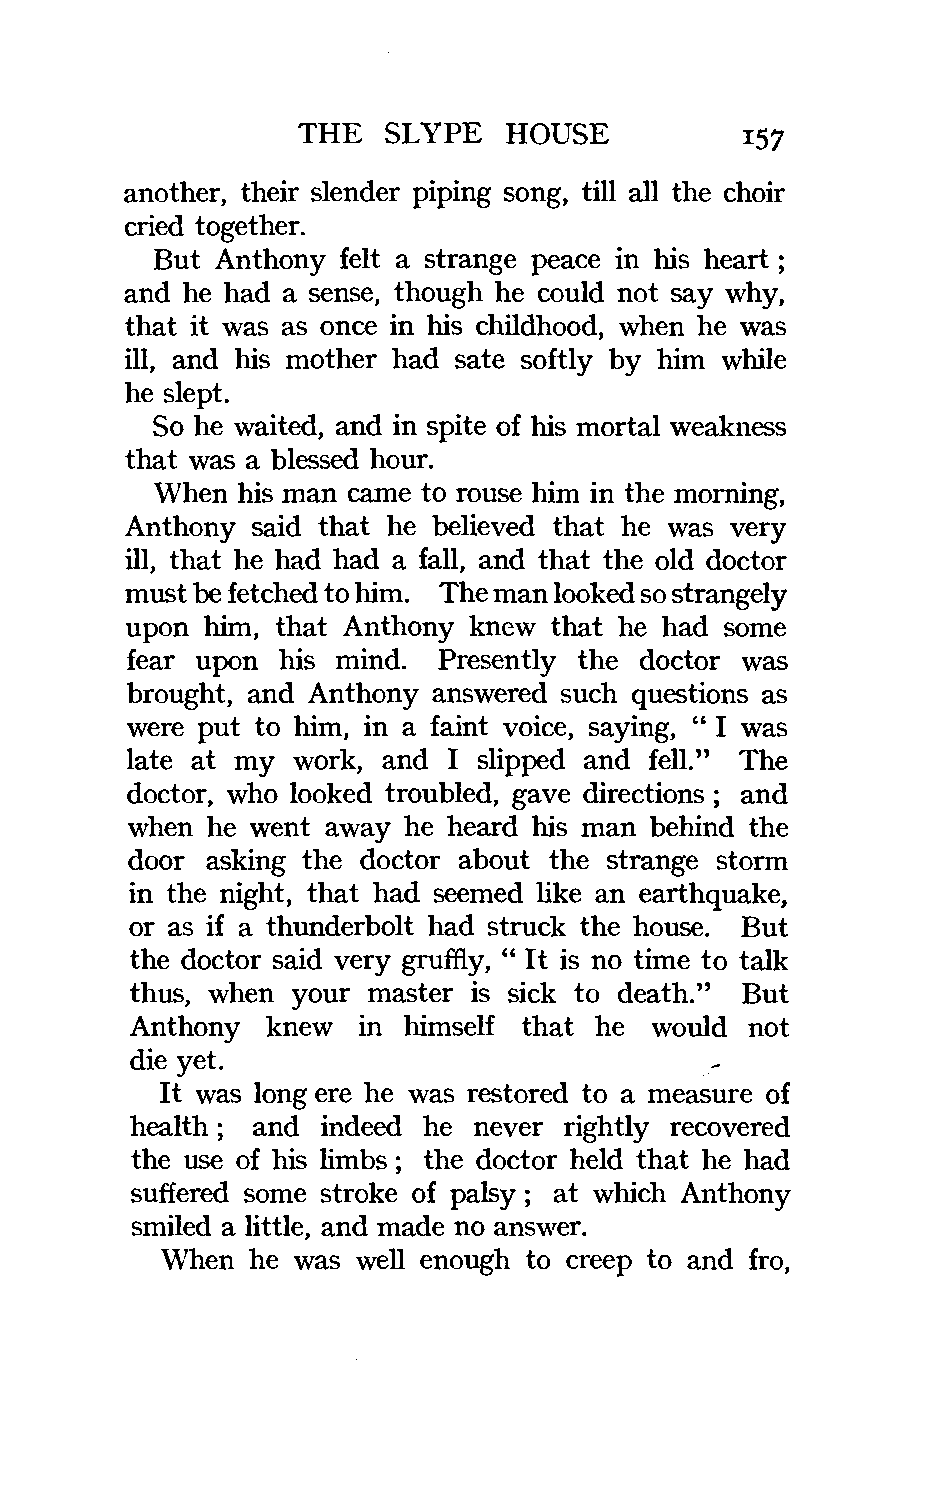 THE SLYPE HOUSE 157
another, their slender piping song, till all the choir
cried together.
But Anthony felt a strange peace in his heart ;
and he had a sense, though he could not say why,
that it was as once in his childhood, when he was
ill, and his mother had sate softly by him while
he slept.
So he waited, and in spite of his mortal weakness
that was a blessed hour.
When his man came to rouse him in the morning,
Anthony said that he believed that he was very
ill, that he had had a fall, and that the old doctor
must be fetched to him. The man looked so strangely
upon him, that Anthony knew that he had some
fear upon his mind. Presently the doctor was
brought, and Anthony answered such questions as
were put to him, in a faint voice, saying, “ I was
late at my work, and I slipped and fell.” The
doctor, who looked troubled, gave directions ; and
when he went away he heard his man behind the
door asking the doctor about the strange storm
in the night, that had seemed like an earthquake,
or as if a thunderbolt had struck the house. But
the doctor said very gruffly, “ It is no time to talk
thus, when your master is sick to death.” But
Anthony knew in himself that he would not
die yet.
It was long ere he was restored to a measure of
health ; and indeed he never rightly recovered
the use of his limbs ; the doctor held that he had
suffered some stroke of palsy ; at which Anthony
smiled a little, and made no answer.
When he was well enough to creep to and fro,